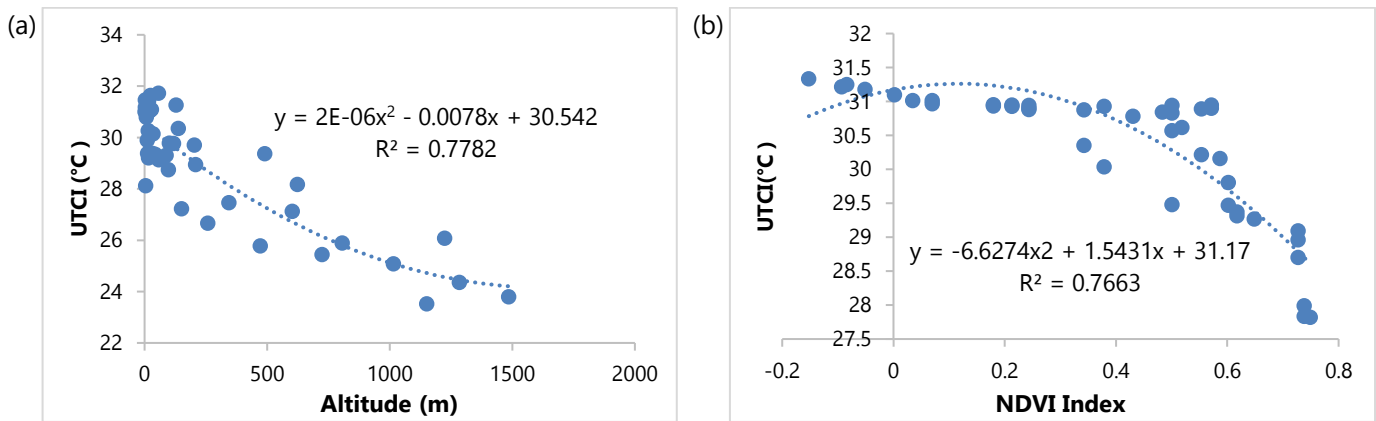 (a)
34
32
30
28
26
24
22
UTCI (°C )
y = 2E-06x² - 0.0078x + 30.542
R² = 0.7782
0 500 1000 1500 2000
Altitude (m)
(b)
32
31.5
31
30.5
30
29.5
29
28.5
28
27.5
UTCI(°C )
y = -6.6274x2 + 1.5431x + 31.17
R² = 0.7663
-0.2 0 0.2 0.4 0.6 0.8
NDVI Index